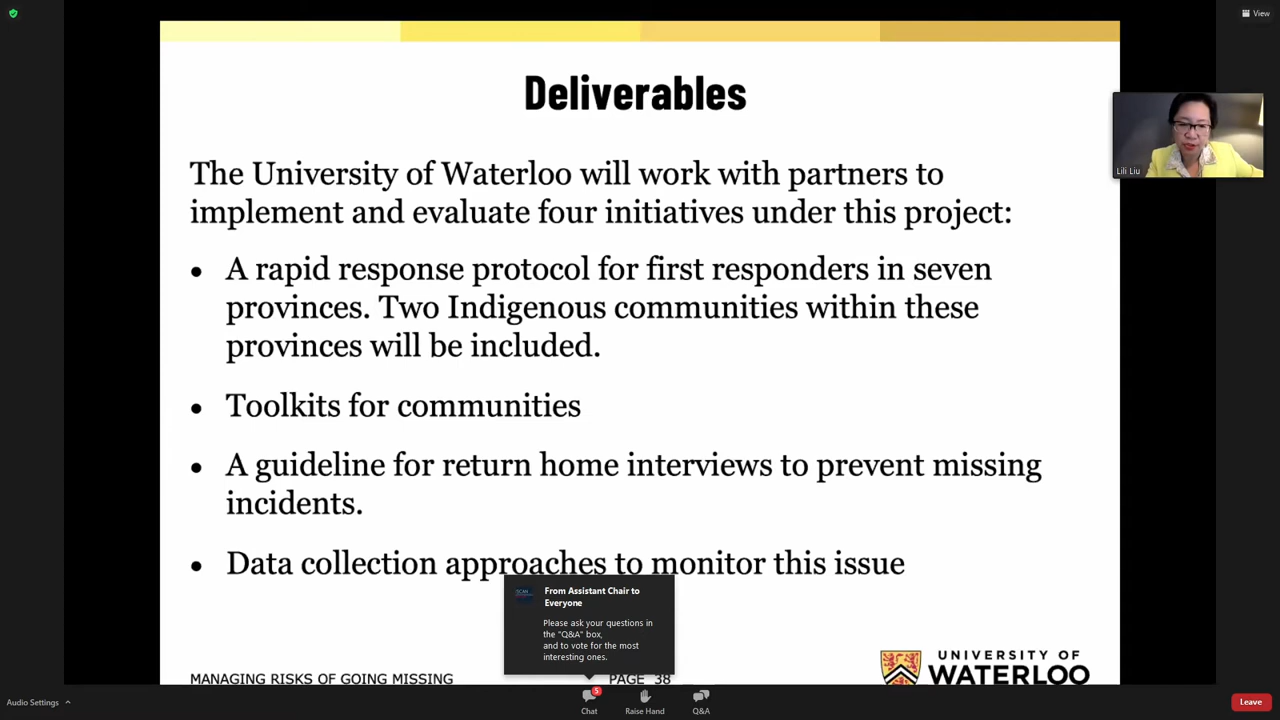 View
Deliverables
The University of Waterloo will work with partners to
implement and evaluate four initiatives under this project:
• A rapid response protocol for first responders in seven
provinces. Two Indigenous communities within these
provinces will be included.
• Toolkits for communities
• A guideline for return home interviews to prevent missing
incidents.
• Data collection approaches to monitor this issue
Lili Liu
From Assistant Chair to
Everyone
Please ask your questions in
the "Q&A" box,
and to vote for the most
interesting ones.
MANAGING RISKS OF GOING MISSING
PAGE 38
UNIVERSITY OF
WATERLOO
Audio Settings
5
Chat
Raise Hand
Q&A
Leave